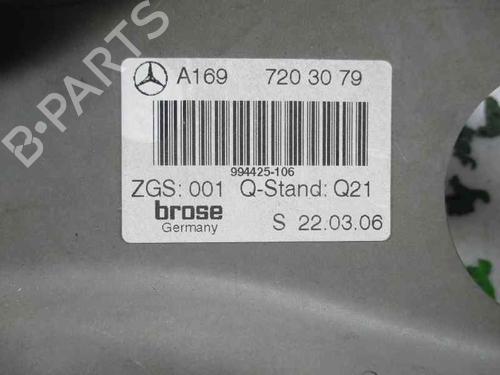 B-PARTS
A169 720 30 79
994425-106
ZGS: 001 Q-Stand: Q21
brose
Germany
S 22.03.06